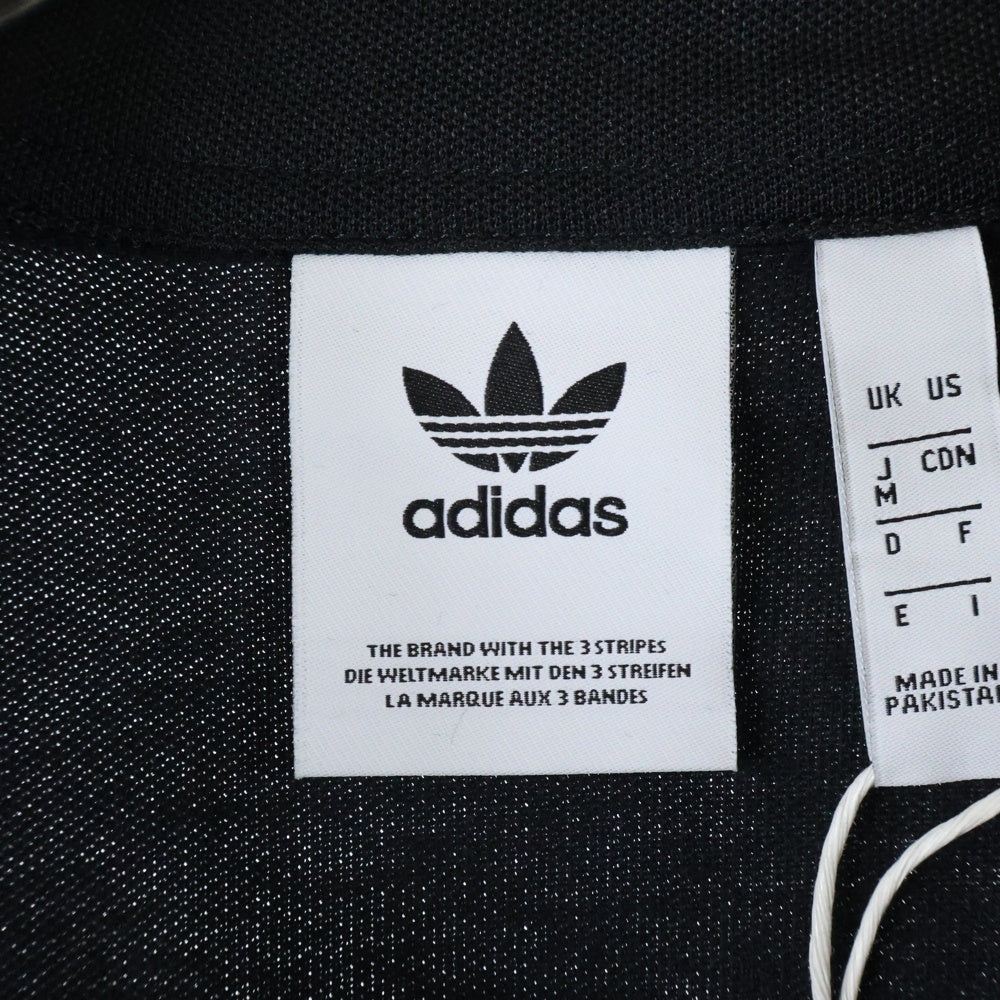 adidas
THE BRAND WITH THE 3 STRIPES
DIE WELTMARKE MIT DEN 3 STREIFEN
LA MARQUE AUX 3 BANDES
UK US
J CDN
M
D F
E I
MADE IN
PAKISTA